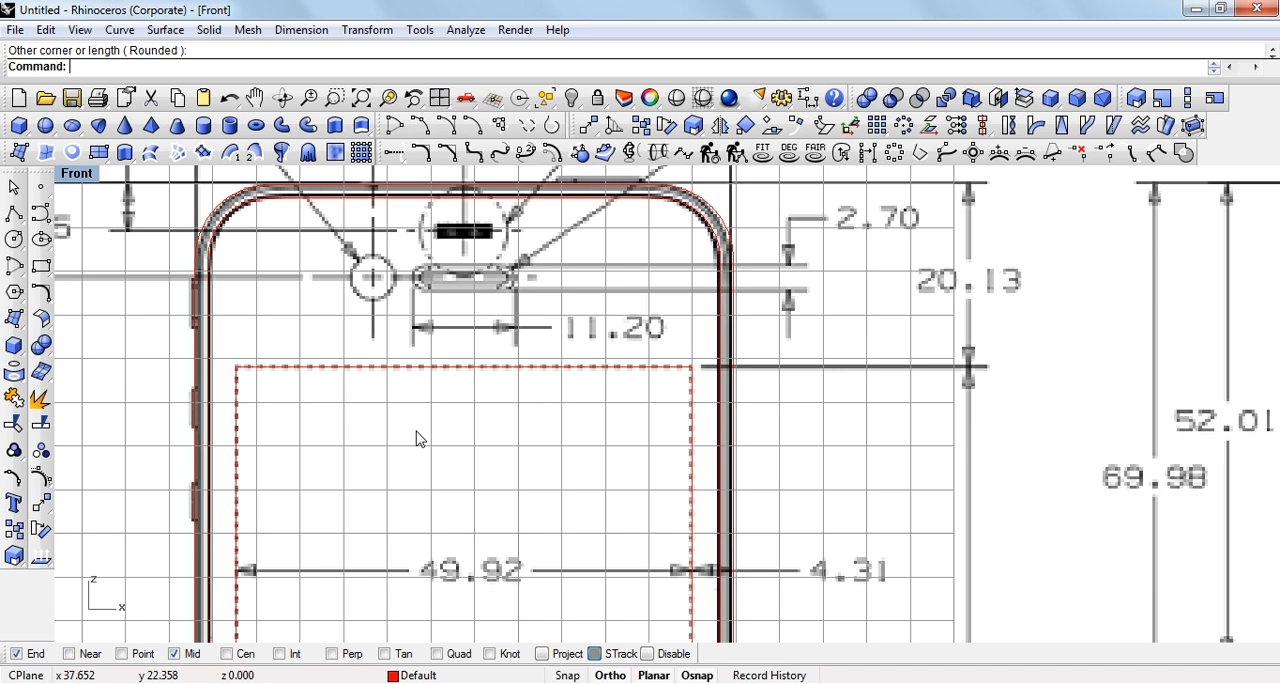 Untitled - Rhinoceros (Corporate) - [Front]
File Edit View Curve Surface Solid Mesh Dimension Transform Tools Analyze Render Help
Other corner or length ( Rounded ):
Command:
FIT DEG FAIR
Front
2.70
20.13
11.20
52.01
69.98
49.92
4.31
z
x
End Near Point Mid Cen Int Perp Tan Quad Knot Project STrack Disable
CPlane x 37.652 y 22.358 z 0.000 Default Snap Ortho Planar Osnap Record History